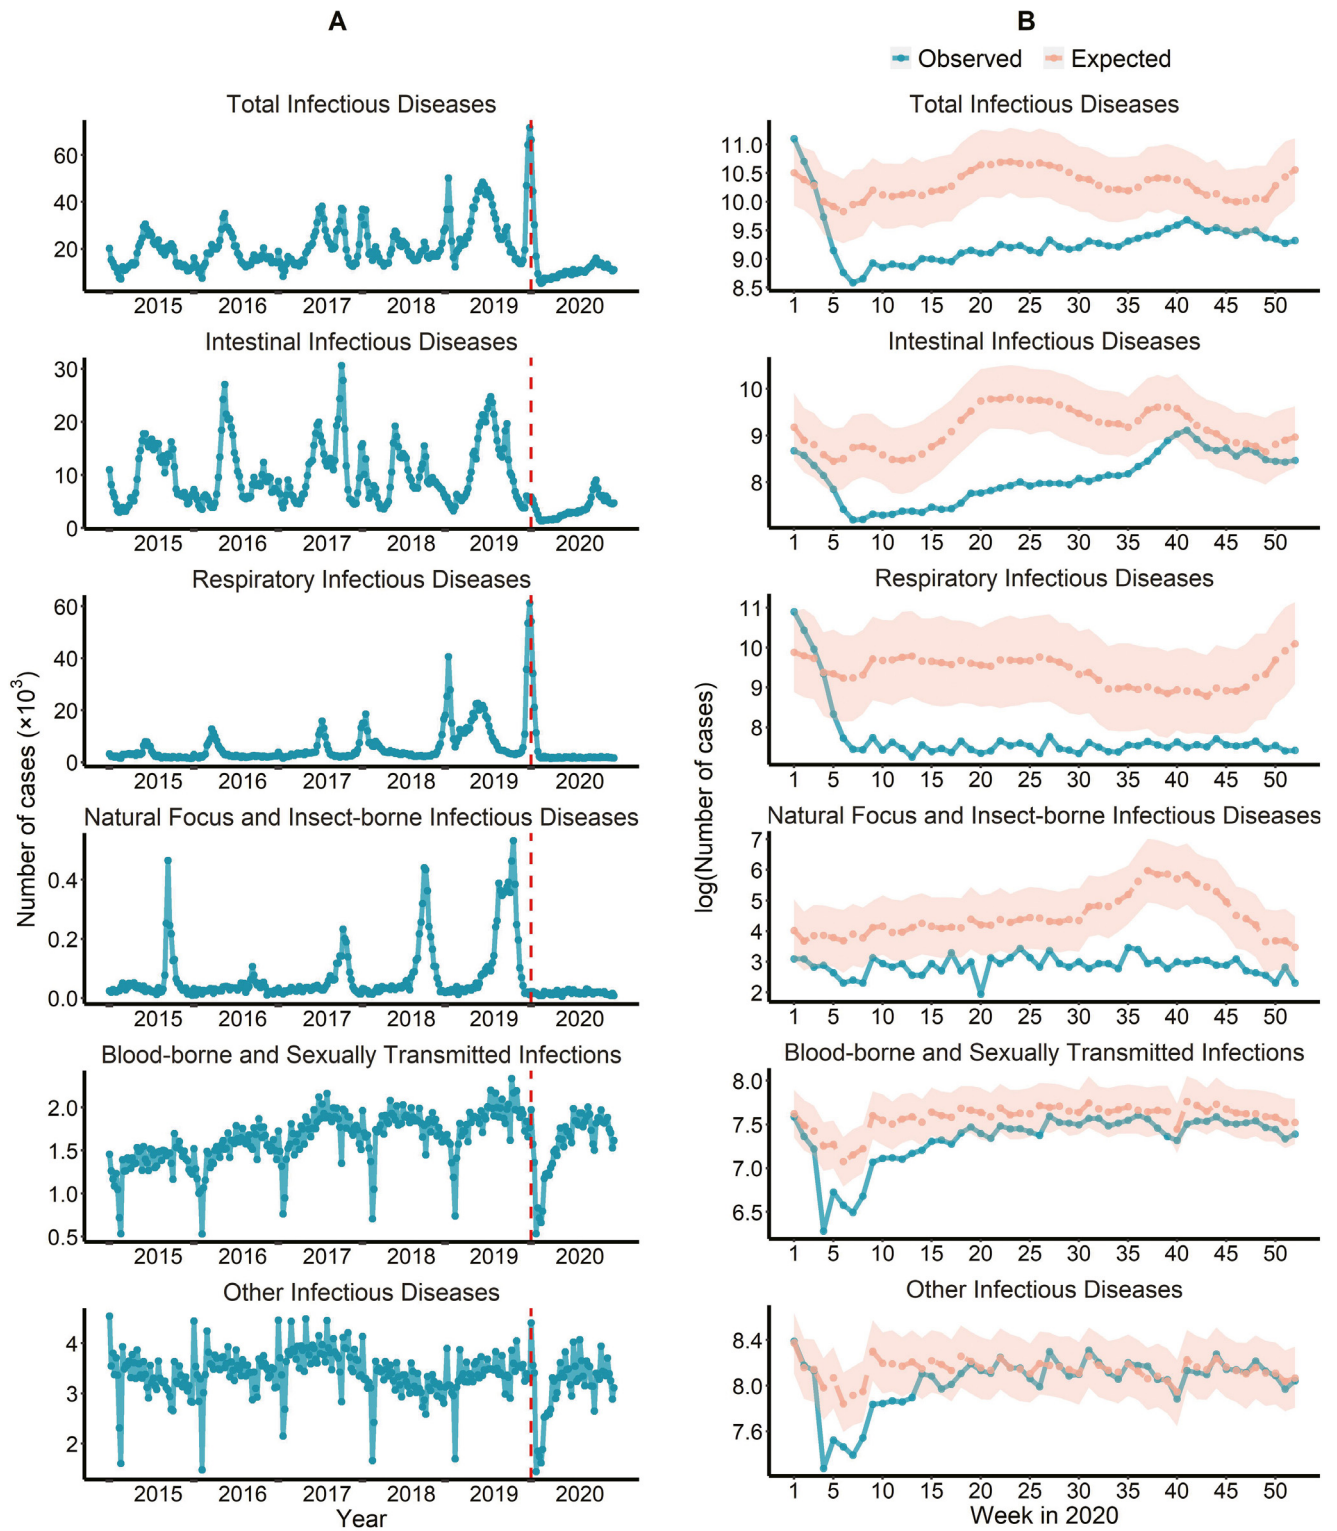 A
Total Infectious Diseases
60
40
20
2015 2016 2017 2018 2019 2020
Intestinal Infectious Diseases
30
20
10
0
2015 2016 2017 2018 2019 2020
Respiratory Infectious Diseases
60
40
20
0
2015 2016 2017 2018 2019 2020
Natural Focus and Insect-borne Infectious Diseases
0.4
0.2
0.0
2015 2016 2017 2018 2019 2020
Blood-borne and Sexually Transmitted Infections
2.0
1.5
1.0
0.5
2015 2016 2017 2018 2019 2020
Other Infectious Diseases
4
3
2
2015 2016 2017 2018 2019 2020
Year
Number of cases (×10³)
B
Observed Expected
Total Infectious Diseases
11.0
10.5
10.0
9.5
9.0
8.5
1 5 10 15 20 25 30 35 40 45 50
Intestinal Infectious Diseases
10
9
8
1 5 10 15 20 25 30 35 40 45 50
Respiratory Infectious Diseases
11
10
9
8
1 5 10 15 20 25 30 35 40 45 50
Natural Focus and Insect-borne Infectious Diseases
7
6
5
4
3
2
1 5 10 15 20 25 30 35 40 45 50
Blood-borne and Sexually Transmitted Infections
8.0
7.5
7.0
6.5
1 5 10 15 20 25 30 35 40 45 50
Other Infectious Diseases
8.4
8.0
7.6
1 5 10 15 20 25 30 35 40 45 50
Week in 2020
log(Number of cases)